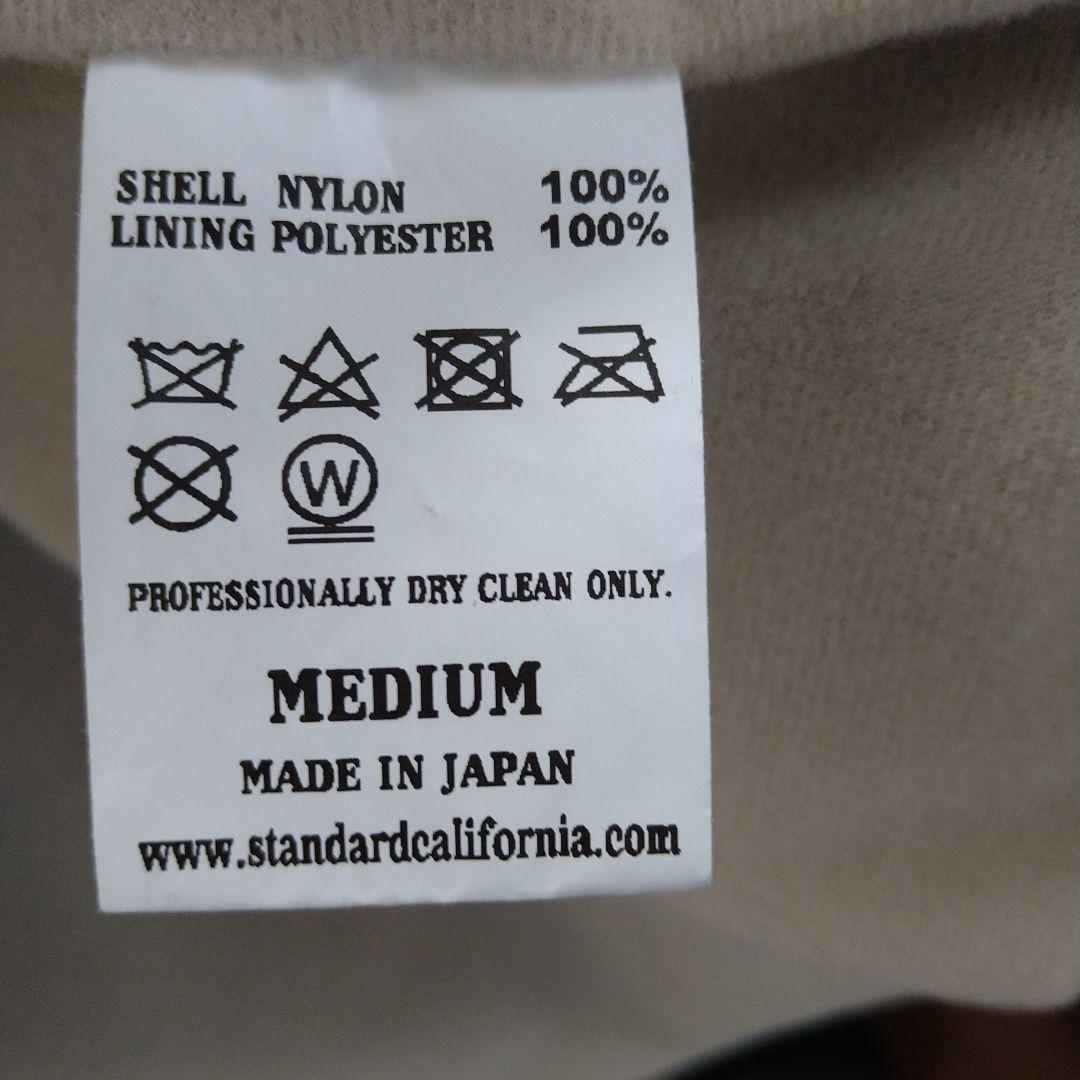 SHELL NYLON 100%
LINING POLYESTER 100%
W
PROFESSIONALLY DRY CLEAN ONLY.
MEDIUM
MADE IN JAPAN
www.standardcalifornia.com